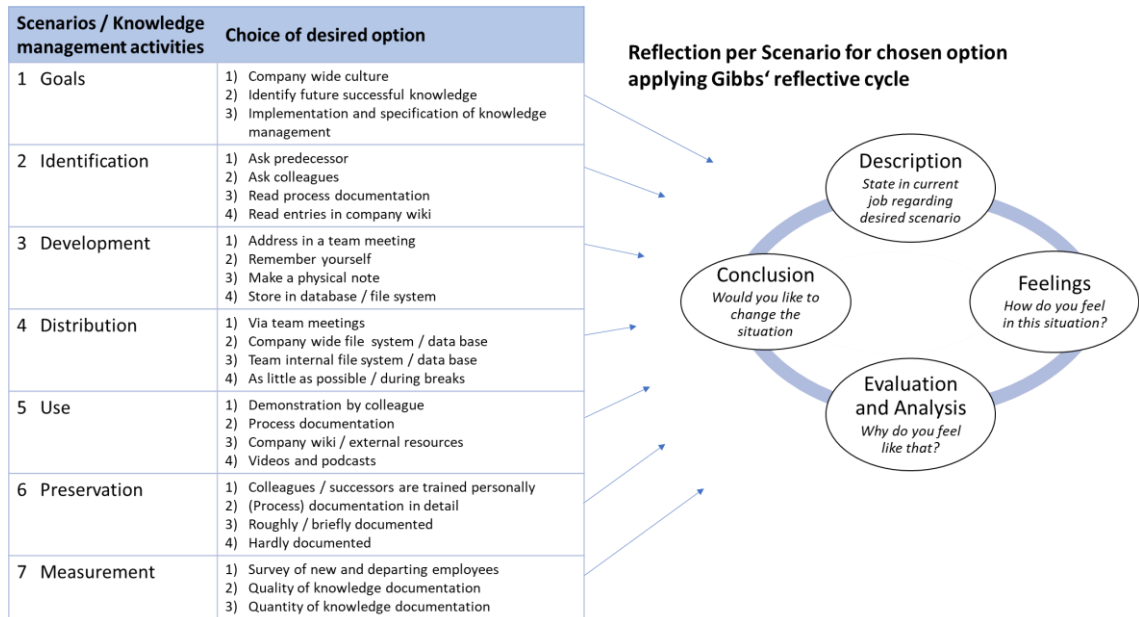 Scenarios / Knowledge
management activities
Choice of desired option
1 Goals
1) Company wide culture
2) Identify future successful knowledge
3) Implementation and specification of knowledge
management
2 Identification
1) Ask predecessor
2) Ask colleagues
3) Read process documentation
4) Read entries in company wiki
3 Development
1) Address in a team meeting
2) Remember yourself
3) Make a physical note
4) Store in database / file system
4 Distribution
1) Via team meetings
2) Company wide file system / data base
3) Team internal file system / data base
4) As little as possible / during breaks
5 Use
1) Demonstration by colleague
2) Process documentation
3) Company wiki / external resources
4) Videos and podcasts
6 Preservation
1) Colleagues / successors are trained personally
2) (Process) documentation in detail
3) Roughly / briefly documented
4) Hardly documented
7 Measurement
1) Survey of new and departing employees
2) Quality of knowledge documentation
3) Quantity of knowledge documentation
Reflection per Scenario for chosen option
applying Gibbs‘ reflective cycle
Description
State in current
job regarding
desired scenario
Feelings
How do you feel
in this situation?
Evaluation
and Analysis
Why do you feel
like that?
Conclusion
Would you like to
change the
situation